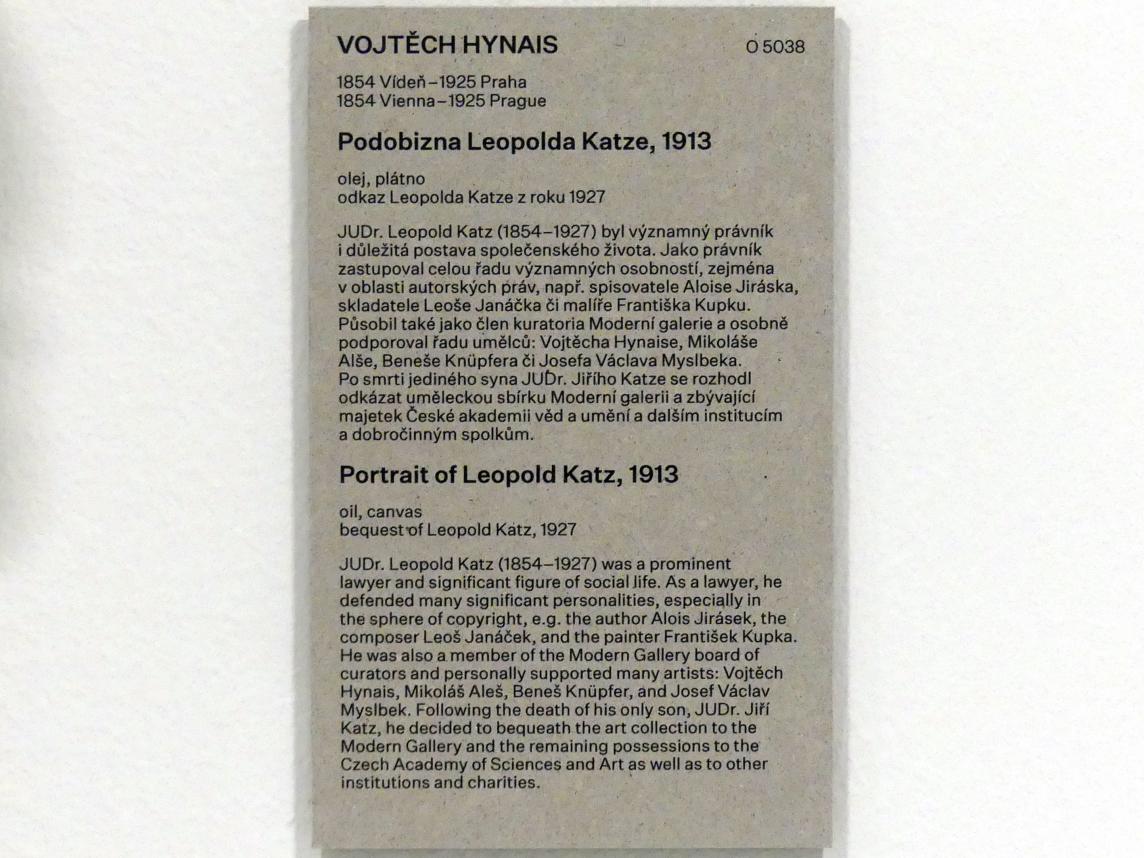 VOJTĚCH HYNAIS O 5038
1854 Vídeň–1925 Praha
1854 Vienna–1925 Prague
Podobizna Leopolda Katze, 1913
olej, plátno
odkaz Leopolda Katze z roku 1927
JUDr. Leopold Katz (1854–1927) byl významný právník
i důležitá postava společenského života. Jako právník
zastupoval celou řadu významných osobností, zejména
v oblasti autorských práv, např. spisovatele Aloise Jiráska,
skladatele Leoše Janáčka či malíře Františka Kupku.
Působil také jako člen kuratoria Moderní galerie a osobně
podporoval řadu umělců: Vojtěcha Hynaise, Mikoláše
Alše, Beneše Knüpfera či Josefa Václava Myslbeka.
Po smrti jediného syna JUDr. Jiřího Katze se rozhodl
odkázat uměleckou sbírku Moderní galerii a zbývající
majetek České akademii věd a umění a dalším institucím
a dobročinným spolkům.
Portrait of Leopold Katz, 1913
oil, canvas
bequest of Leopold Katz, 1927
JUDr. Leopold Katz (1854–1927) was a prominent
lawyer and significant figure of social life. As a lawyer, he
defended many significant personalities, especially in
the sphere of copyright, e.g. the author Alois Jirásek, the
composer Leoš Janáček, and the painter František Kupka.
He was also a member of the Modern Gallery board of
curators and personally supported many artists: Vojtěch
Hynais, Mikoláš Aleš, Beneš Knüpfer, and Josef Václav
Myslbek. Following the death of his only son, JUDr. Jiří
Katz, he decided to bequeath the art collection to the
Modern Gallery and the remaining possessions to the
Czech Academy of Sciences and Art as well as to other
institutions and charities.